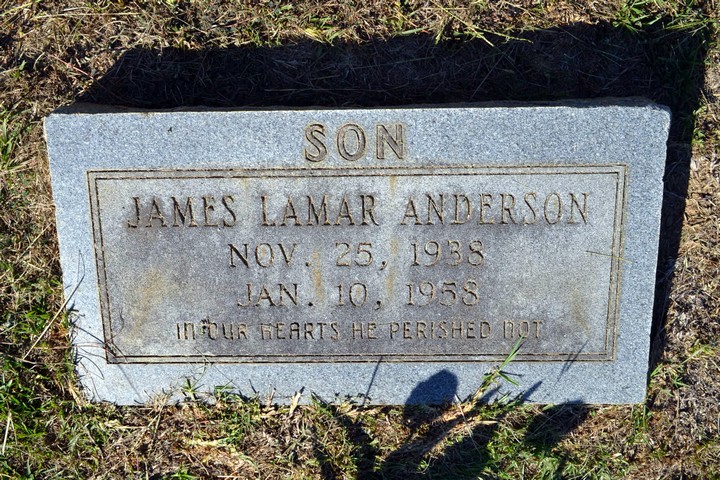 SON
JAMES LAMAR ANDERSON
NOV. 25, 1938
JAN. 10, 1958
IN OUR HEARTS HE PERISHED NOT